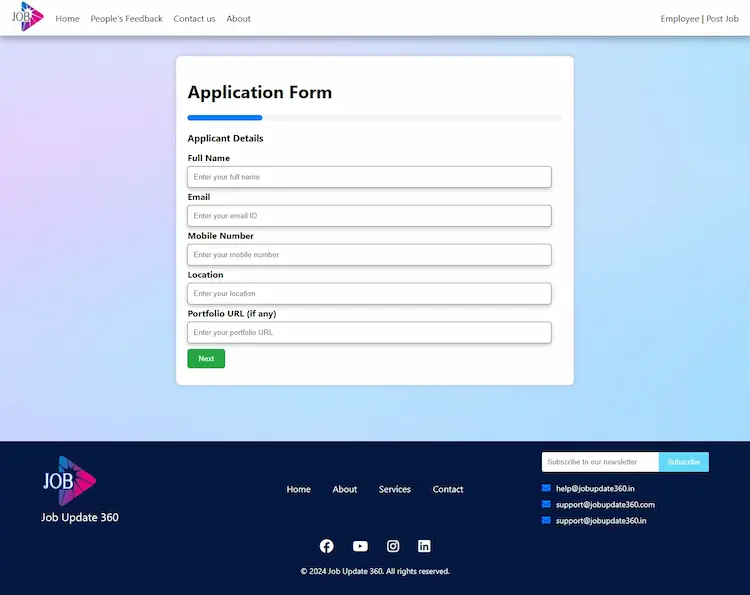 JOB
Home People's Feedback Contact us About
Employee | Post Job
Application Form
Applicant Details
Full Name
Enter your full name
Email
Enter your email ID
Mobile Number
Enter your mobile number
Location
Enter your location
Portfolio URL (if any)
Enter your portfolio URL
Next
JOB
Job Update 360
Home About Services Contact
Subscribe to our newsletter Subscribe
help@jobupdate360.in
support@jobupdate360.com
support@jobupdate360.in
© 2024 Job Update 360. All rights reserved.